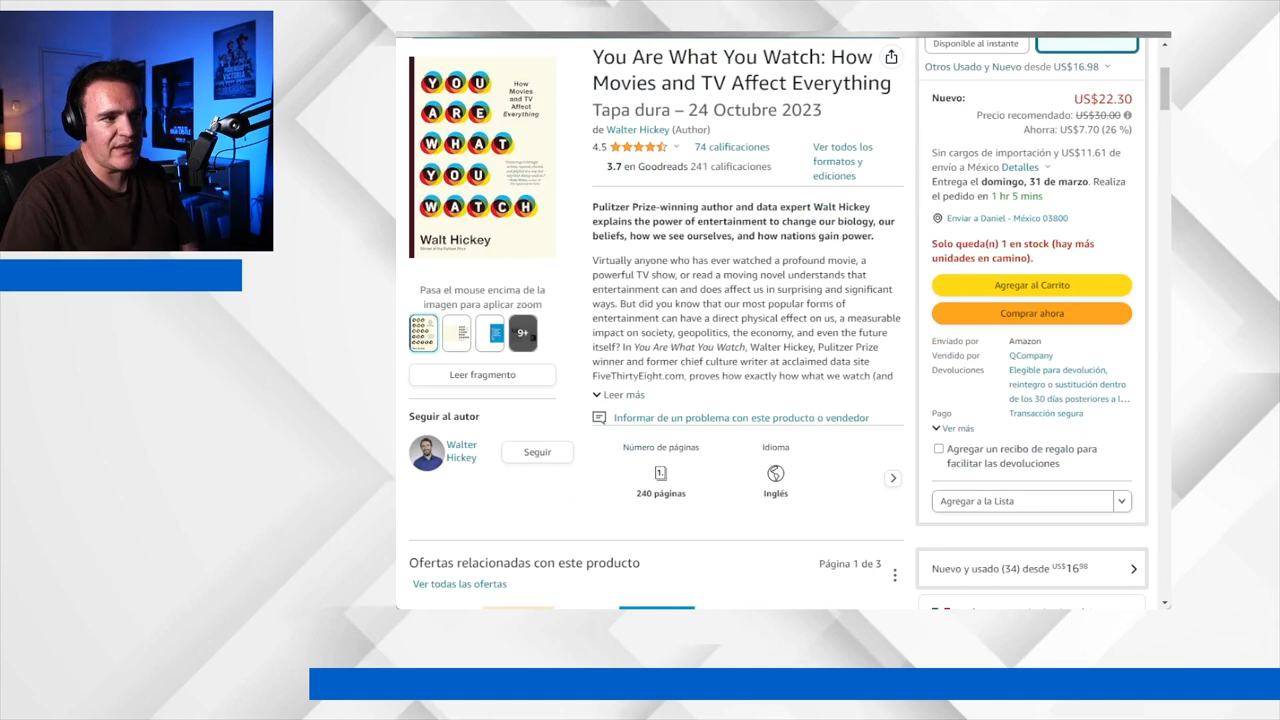 YOU
ARE
WHAT
YOU
WATCH
How
Movies
and TV
Affect
Everything
Walt Hickey
Pasa el mouse encima de la
imagen para aplicar zoom
9+
Leer fragmento
Seguir al autor
Walter
Hickey
Seguir
You Are What You Watch: How
Movies and TV Affect Everything
Tapa dura – 24 Octubre 2023
de Walter Hickey (Author)
4.5
74 calificaciones
3.7 en Goodreads 241 calificaciones
Ver todos los
formatos y
ediciones
Pulitzer Prize-winning author and data expert Walt Hickey
explains the power of entertainment to change our biology, our
beliefs, how we see ourselves, and how nations gain power.
Virtually anyone who has ever watched a profound movie, a
powerful TV show, or read a moving novel understands that
entertainment can and does affect us in surprising and significant
ways. But did you know that our most popular forms of
entertainment can have a direct physical effect on us, a measurable
impact on society, geopolitics, the economy, and even the future
itself? In You Are What You Watch, Walter Hickey, Pulitzer Prize
winner and former chief culture writer at acclaimed data site
FiveThirtyEight.com, proves how exactly how what we watch (and
Leer más
Informar de un problema con este producto o vendedor
Número de páginas
240 páginas
Idioma
Inglés
Ofertas relacionadas con este producto
Página 1 de 3
Ver todas las ofertas
Disponible al instante
Otros Usado y Nuevo desde US$16.98
Nuevo:
US$22.30
Precio recomendado: US$30.00
Ahorra: US$7.70 (26 %)
Sin cargos de importación y US$11.61 de
envío a México Detalles
Entrega el domingo, 31 de marzo. Realiza
el pedido en 1 hr 5 mins
Enviar a Daniel - México 03800
Solo queda(n) 1 en stock (hay más
unidades en camino).
Agregar al Carrito
Comprar ahora
Enviado por Amazon
Vendido por QCompany
Devoluciones Elegible para devolución,
reintegro o sustitución dentro
de los 30 días posteriores a l…
Pago Transacción segura
Ver más
Agregar un recibo de regalo para
facilitar las devoluciones
Agregar a la Lista
Nuevo y usado (34) desde US$1698